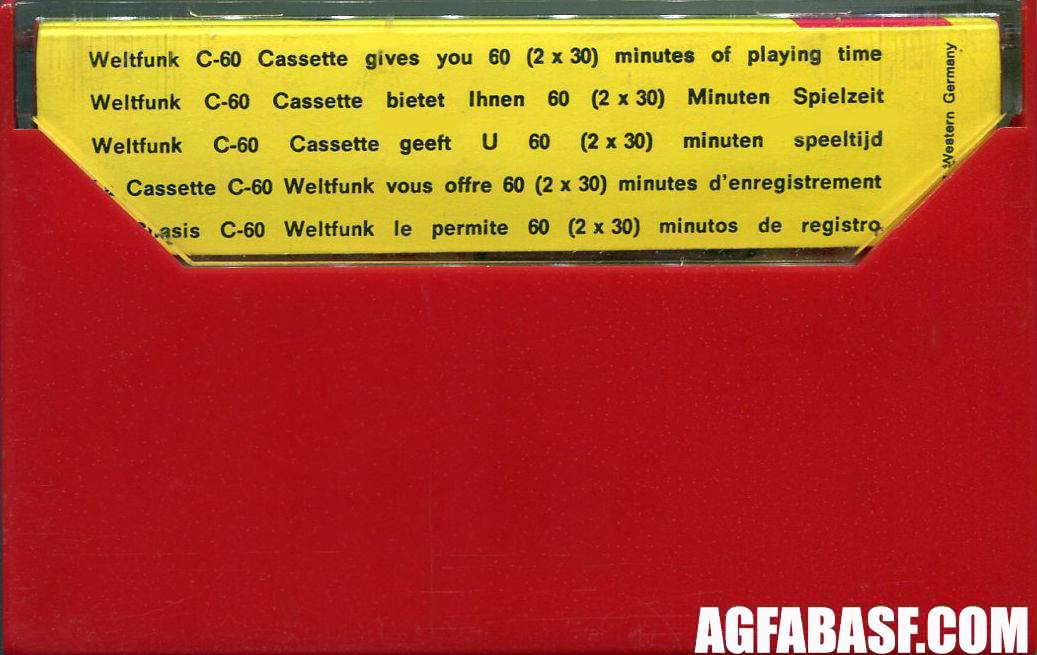 Weltfunk C-60 Cassette gives you 60 (2 x 30) minutes of playing time
Weltfunk C-60 Cassette bietet Ihnen 60 (2 x 30) Minuten Spielzeit
Weltfunk C-60 Cassette geeft U 60 (2 x 30) minuten speeltijd
Cassette C-60 Weltfunk vous offre 60 (2 x 30) minutes d'enregistrement
C-60 Weltfunk le permite 60 (2 x 30) minutos de registro
Western Germany
AGFABASF.COM